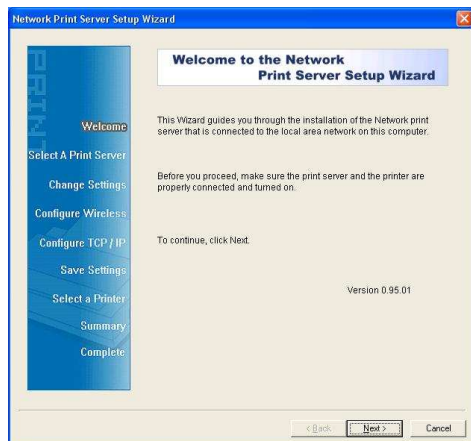 Network Print Server Setup Wizard
PRINT
Welcome
Select A Print Server
Change Settings
Configure Wireless
Configure TCP / IP
Save Settings
Select a Printer
Summary
Complete
Welcome to the Network
Print Server Setup Wizard
This Wizard guides you through the installation of the Network print
server that is connected to the local area network on this computer.
Before you proceed, make sure the print server and the printer are
properly connected and turned on.
To continue, click Next.
Version 0.95.01
< Back
Next >
Cancel